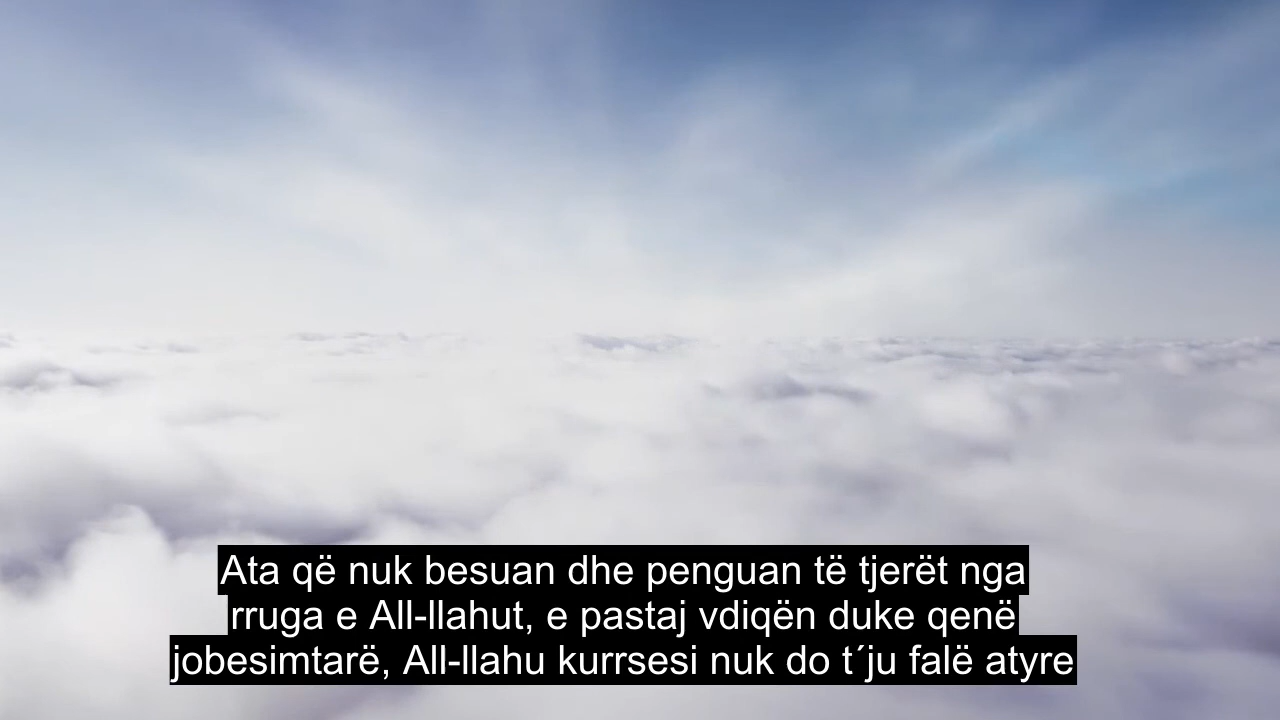 Ata që nuk besuan dhe penguan të tjerët nga
rruga e All-llahut, e pastaj vdiqën duke qenë
jobesimtarë, All-llahu kurrsesi nuk do t´ju falë atyre